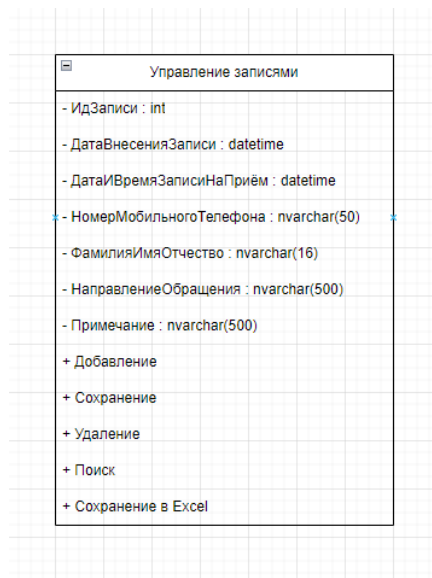 Управление записями
- ИдЗаписи : int
- ДатаВнесенияЗаписи : datetime
- ДатаИВремяЗаписиНаПриём : datetime
- НомерМобильногоТелефона : nvarchar(50)
- ФамилияИмяОтчество : nvarchar(16)
- НаправлениеОбращения : nvarchar(500)
- Примечание : nvarchar(500)
+ Добавление
+ Сохранение
+ Удаление
+ Поиск
+ Сохранение в Excel